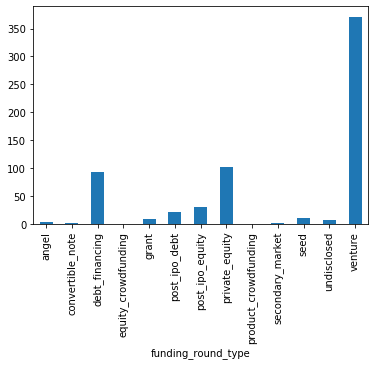 350
300
250
200
150
100
50
0
angel
convertible_note
debt_financing
equity_crowdfunding
grant
post_ipo_debt
post_ipo_equity
private_equity
product_crowdfunding
secondary_market
seed
undisclosed
venture
funding_round_type